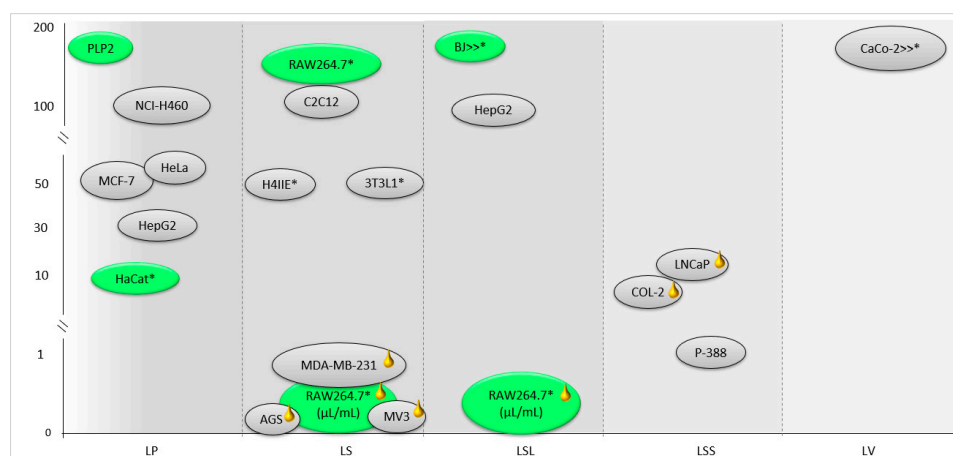 200
PLP2
BJ>>*
CaCo-2>>*
RAW264.7*
NCI-H460
C2C12
HepG2
100
HeLa
MCF-7
H4IIE*
3T3L1*
50
HepG2
30
HaCat*
10
LNCaP
COL-2
1
MDA-MB-231
P-388
RAW264.7*
(µL/mL)
RAW264.7*
(µL/mL)
AGS
MV3
0
LP
LS
LSL
LSS
LV